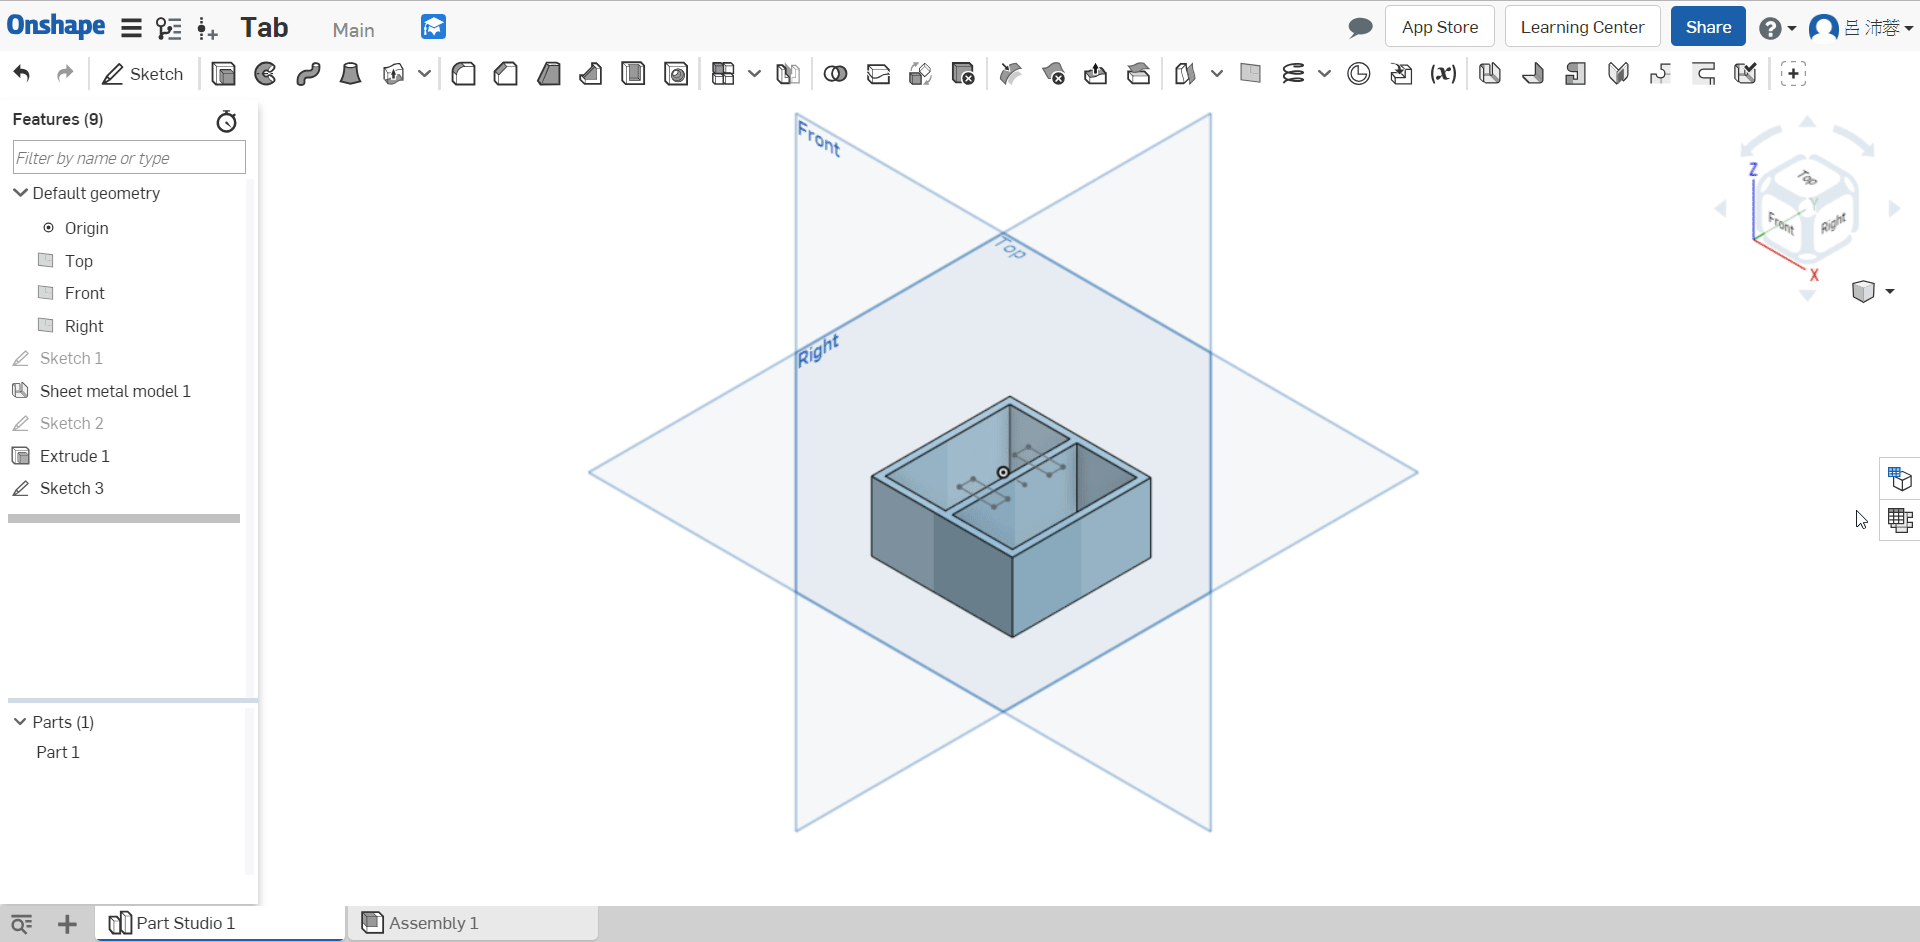 Onshape Tab Main App Store Learning Center Share 呂 沛蓉
Sketch (x)
Features (9)
Filter by name or type
Default geometry
Origin
Top
Front
Right
Sketch 1
Sheet metal model 1
Sketch 2
Extrude 1
Sketch 3
Parts (1)
Part 1
Front
Top
Right
Z
Top
Y
Front
Right
X
Part Studio 1
Assembly 1